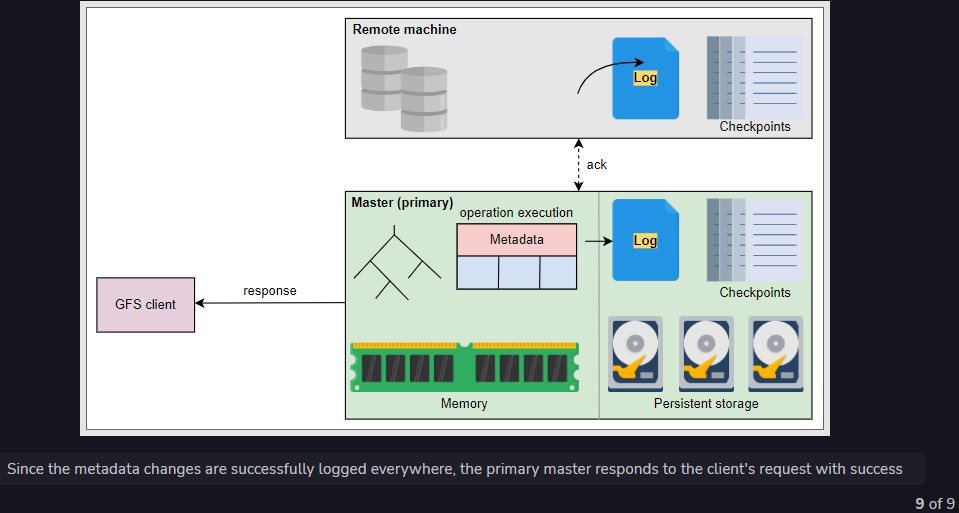 Remote machine
Log
Checkpoints
ack
Master (primary)
operation execution
Metadata
Log
Checkpoints
GFS client
response
Memory
Persistent storage
Since the metadata changes are successfully logged everywhere, the primary master responds to the client's request with success
9 of 9